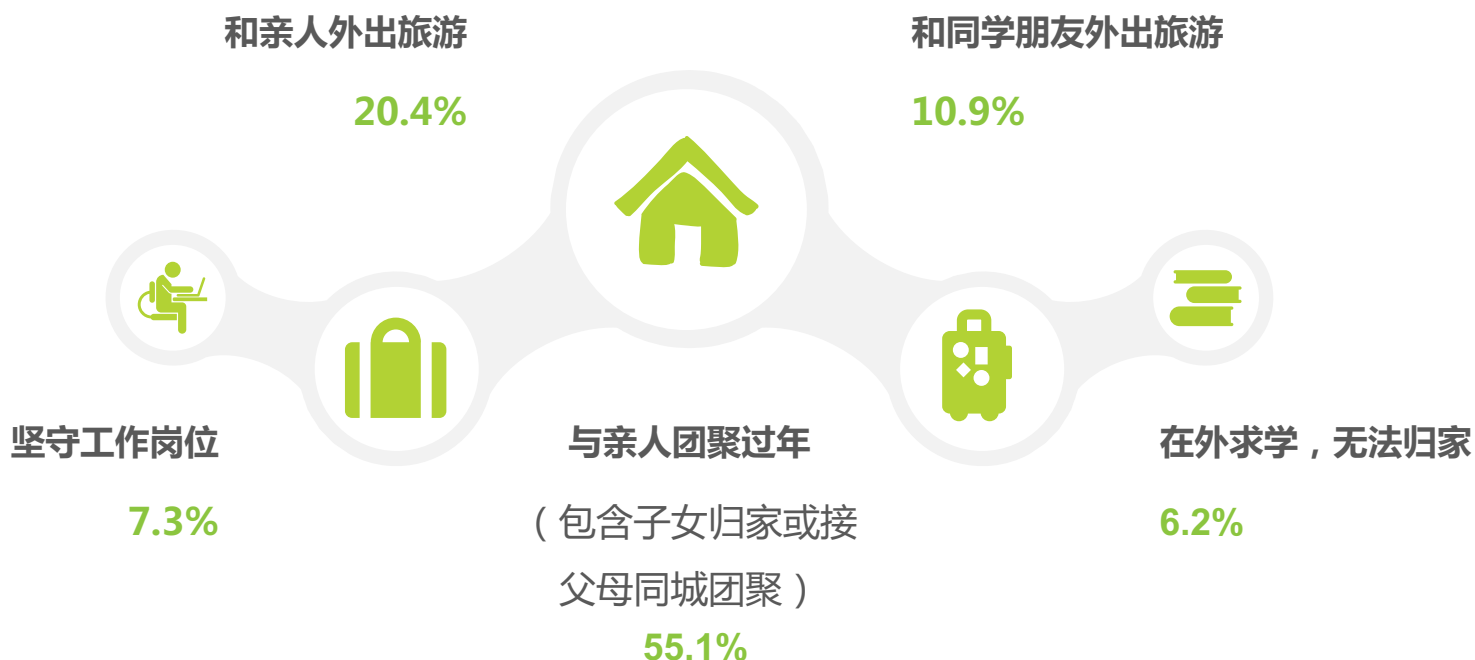 和亲人外出旅游
20.4%
和同学朋友外出旅游
10.9%
坚守工作岗位
7.3%
与亲人团聚过年
（包含子女归家或接
父母同城团聚）
55.1%
在外求学，无法归家
6.2%